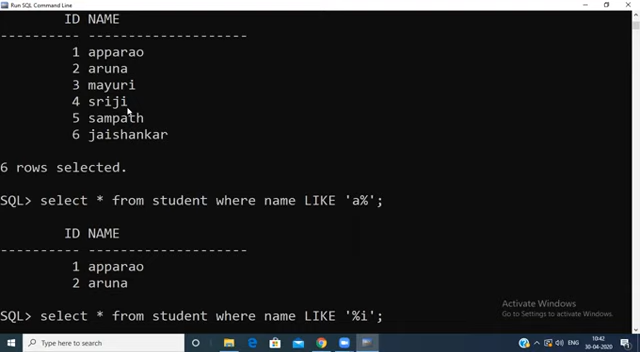 Run SQL Command Line
ID NAME
---------- --------------------
1 apparao
2 aruna
3 mayuri
4 sriji
5 sampath
6 jaishankar
6 rows selected.
SQL> select * from student where name LIKE 'a%';
ID NAME
---------- --------------------
1 apparao
2 aruna
SQL> select * from student where name LIKE '%i';
Activate Windows
Go to Settings to activate Windows.
Type here to search
ENG
10:42
30-04-2020